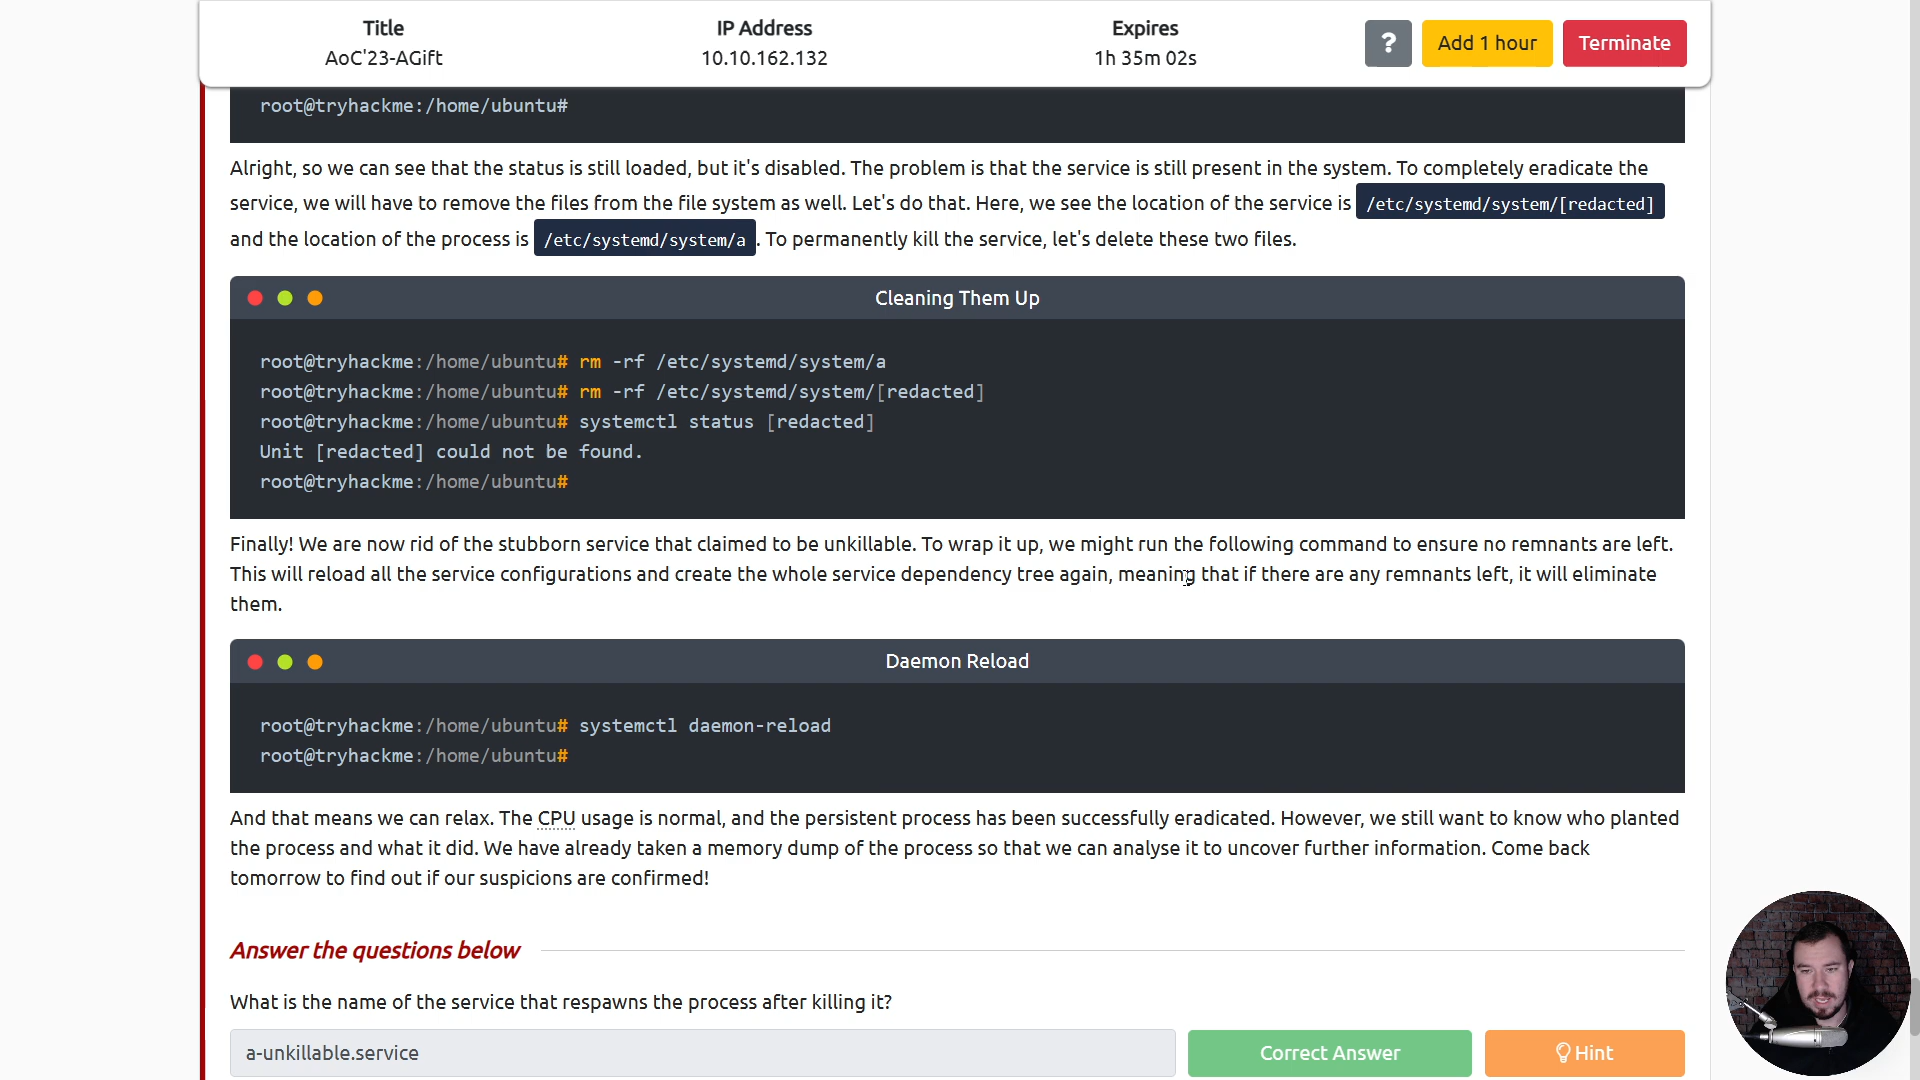 Title
AoC'23-AGift
IP Address
10.10.162.132
Expires
1h 35m 02s
?
Add 1 hour
Terminate
root@tryhackme:/home/ubuntu#
Alright, so we can see that the status is still loaded, but it's disabled. The problem is that the service is still present in the system. To completely eradicate the
service, we will have to remove the files from the file system as well. Let's do that. Here, we see the location of the service is /etc/systemd/system/[redacted]
and the location of the process is /etc/systemd/system/a . To permanently kill the service, let's delete these two files.
Cleaning Them Up
root@tryhackme:/home/ubuntu# rm -rf /etc/systemd/system/a
root@tryhackme:/home/ubuntu# rm -rf /etc/systemd/system/[redacted]
root@tryhackme:/home/ubuntu# systemctl status [redacted]
Unit [redacted] could not be found.
root@tryhackme:/home/ubuntu#
Finally! We are now rid of the stubborn service that claimed to be unkillable. To wrap it up, we might run the following command to ensure no remnants are left.
This will reload all the service configurations and create the whole service dependency tree again, meaning that if there are any remnants left, it will eliminate
them.
Daemon Reload
root@tryhackme:/home/ubuntu# systemctl daemon-reload
root@tryhackme:/home/ubuntu#
And that means we can relax. The CPU usage is normal, and the persistent process has been successfully eradicated. However, we still want to know who planted
the process and what it did. We have already taken a memory dump of the process so that we can analyse it to uncover further information. Come back
tomorrow to find out if our suspicions are confirmed!
Answer the questions below
What is the name of the service that respawns the process after killing it?
a-unkillable.service
Correct Answer
Hint